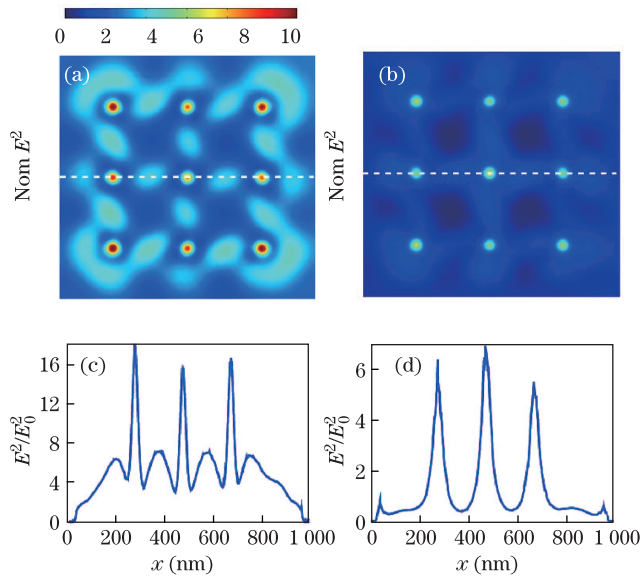 0 2 4 6 8 10
(a) (b)
Nom E² Nom E²
(c) (d)
16
12
8
4
0
E²/E₀²
0 200 400 600 800 1 000
x (nm)
6
4
2
0
E²/E₀²
0 200 400 600 800 1 000
x (nm)